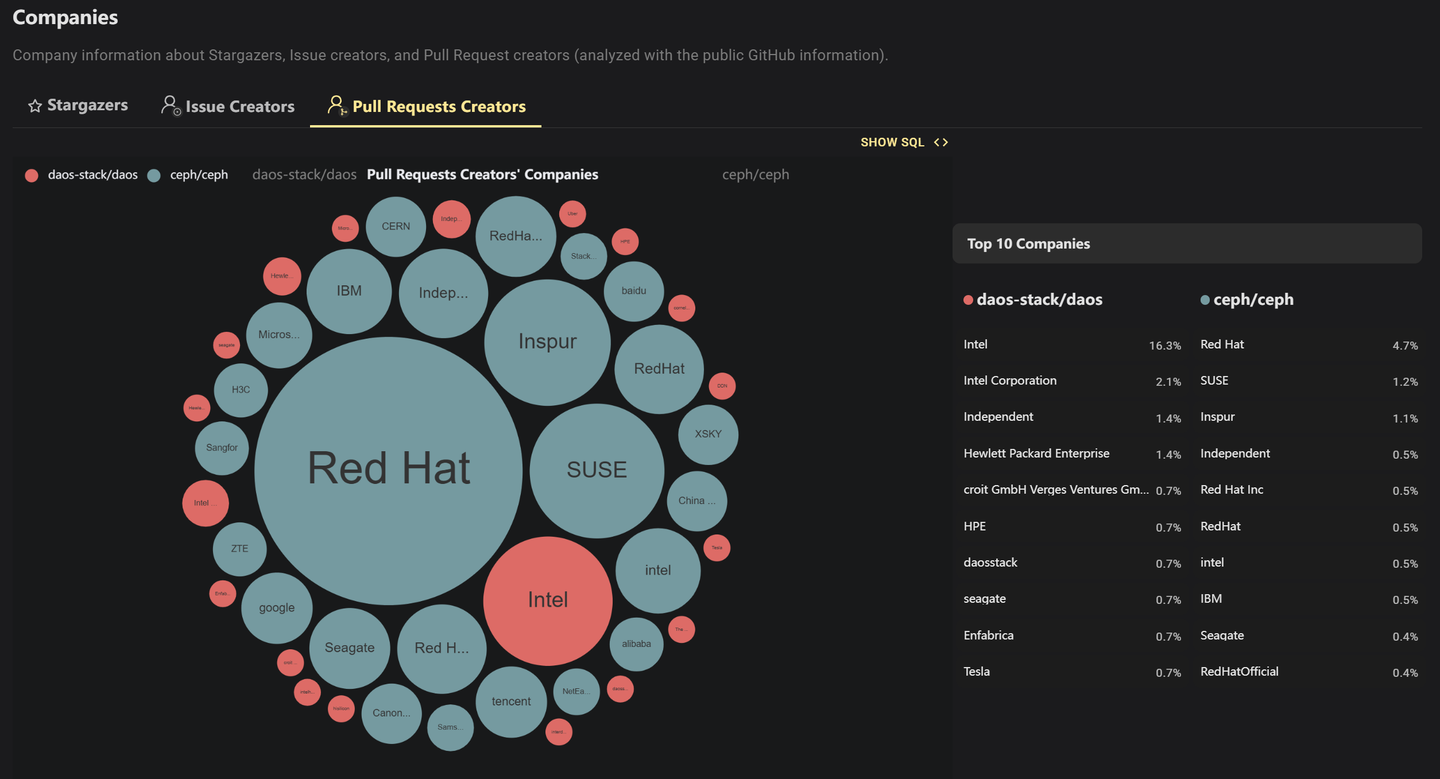 Companies
Company information about Stargazers, Issue creators, and Pull Request creators (analyzed with the public GitHub information).
Stargazers Issue Creators Pull Requests Creators
SHOW SQL <>
daos-stack/daos ceph/ceph daos-stack/daos Pull Requests Creators' Companies ceph/ceph
CERN
Indep...
RedHa...
Uber
HPE
Stack...
Hewle...
IBM
Indep...
baidu
Micros...
Inspur
seagate
RedHat
H3C
DDN
XSKY
Sangfor
Red Hat
SUSE
China ...
Intel ...
ZTE
Tesla
intel
Intel
google
The ...
alibaba
Seagate
Red H...
NetEa...
tencent
Canon...
Sams...
Top 10 Companies
daos-stack/daos ceph/ceph
Intel 16.3% Red Hat 4.7%
Intel Corporation 2.1% SUSE 1.2%
Independent 1.4% Inspur 1.1%
Hewlett Packard Enterprise 1.4% Independent 0.5%
croit GmbH Verges Ventures Gm... 0.7% Red Hat Inc 0.5%
HPE 0.7% RedHat 0.5%
daosstack 0.7% intel 0.5%
seagate 0.7% IBM 0.5%
Enfabrica 0.7% Seagate 0.4%
Tesla 0.7% RedHatOfficial 0.4%